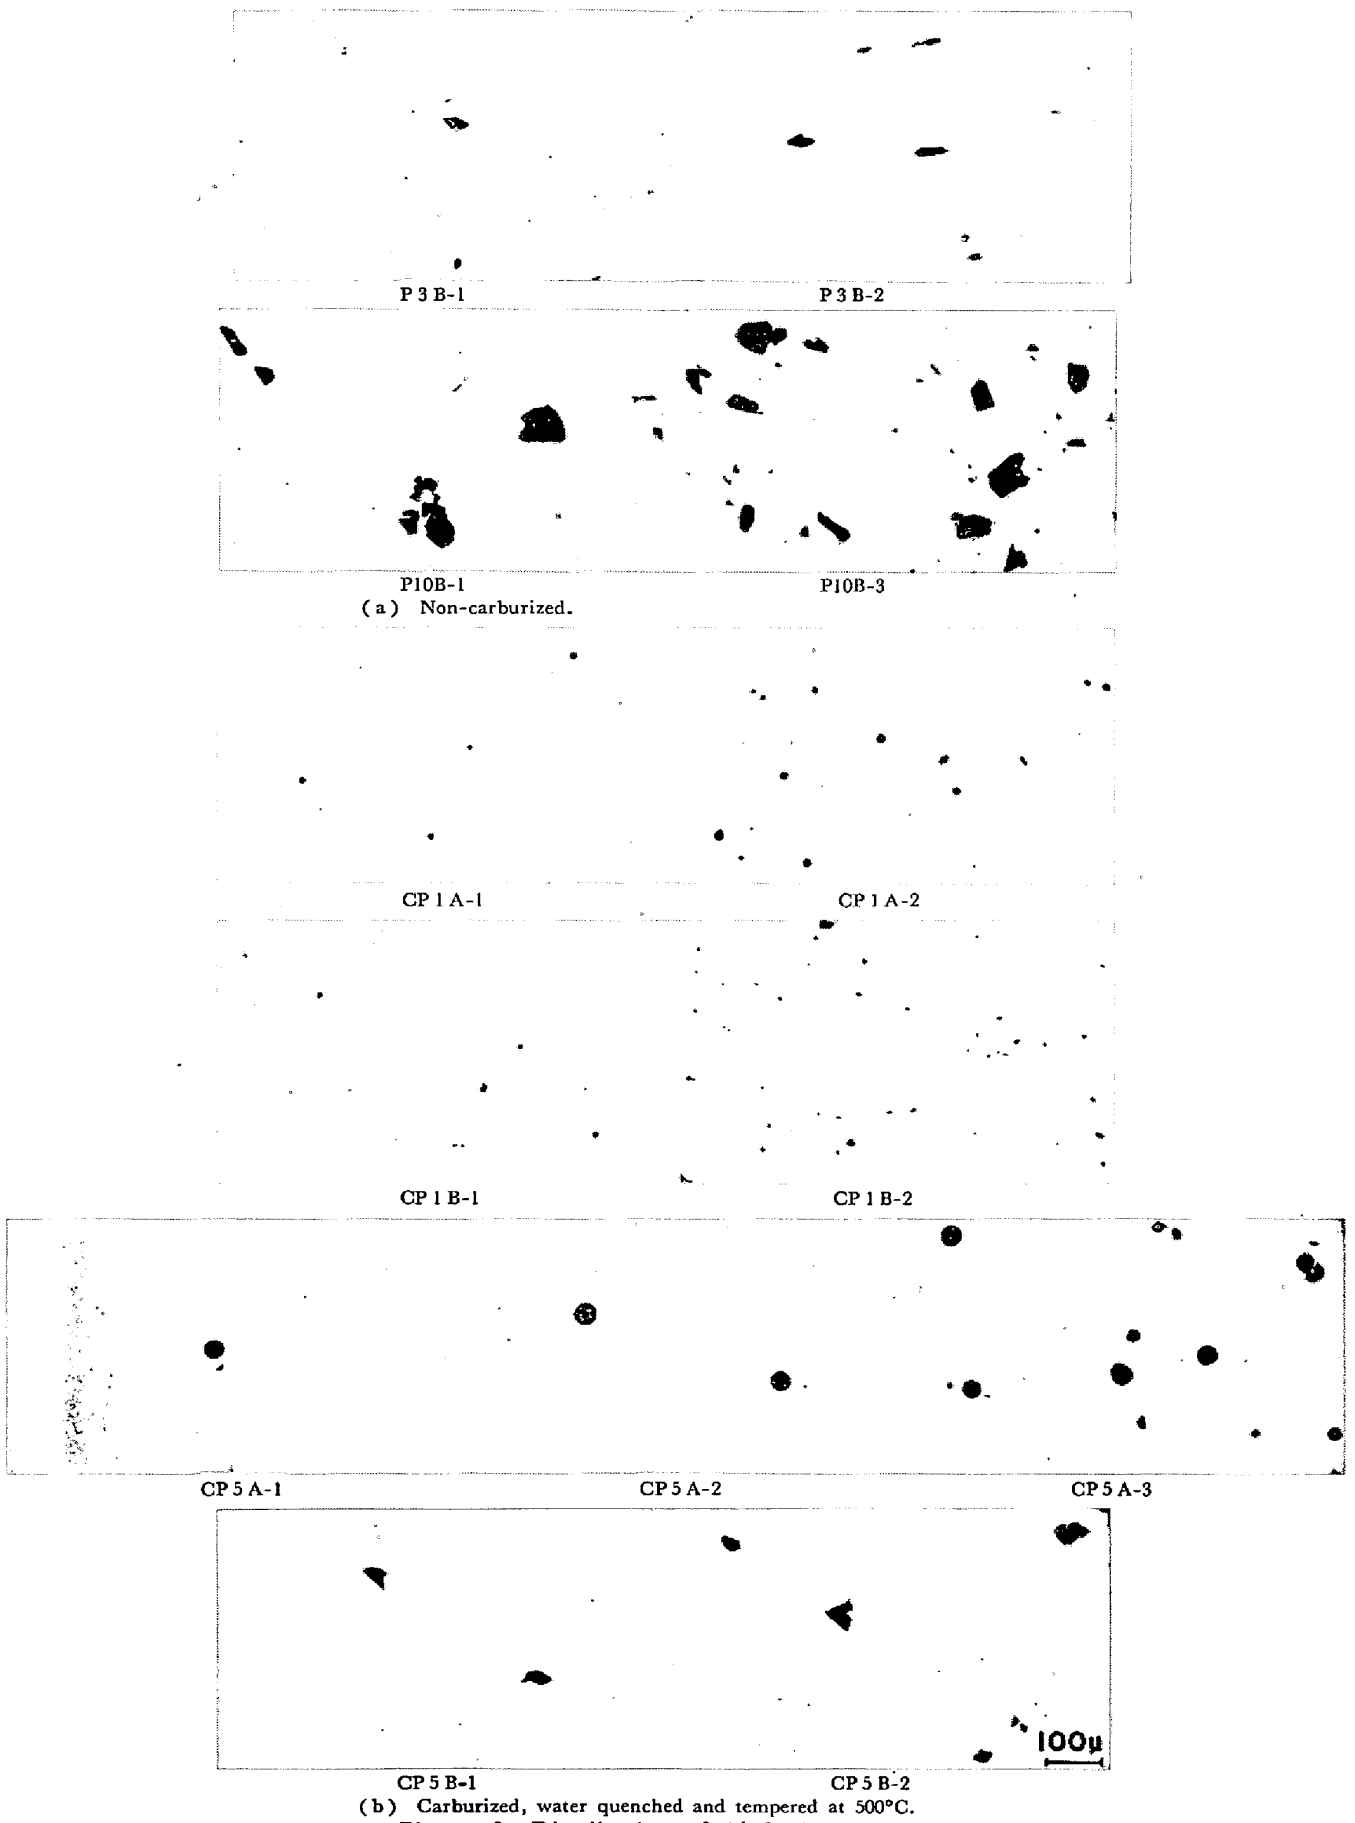 P 3 B-1 P 3 B-2
P10B-1 P10B-3
(a) Non-carburized.
CP 1 A-1 CP 1 A-2
CP 1 B-1 CP 1 B-2
CP 5 A-1 CP 5 A-2 CP 5 A-3
100μ
CP 5 B-1 CP 5 B-2
(b) Carburized, water quenched and tempered at 500°C.